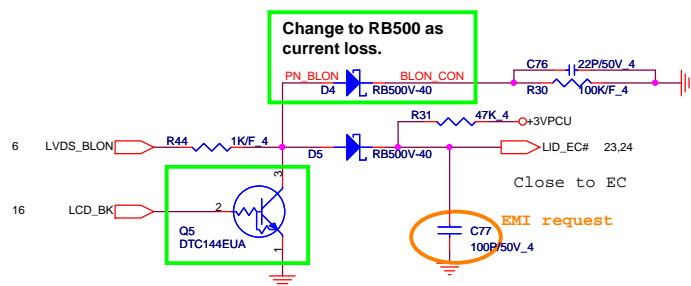 Change to RB500 as
current loss.
PN_BLON
BLON_CON
D4
RB500V-40
C76
22P/50V_4
R30
100K/F_4
R31
47K_4
+3VPCU
6
LVDS_BLON
R44
1K/F_4
D5
RB500V-40
LID_EC#
23,24
Close to EC
3
16
LCD_BK
2
EMI request
Q5
DTC144EUA
1
C77
100P/50V_4